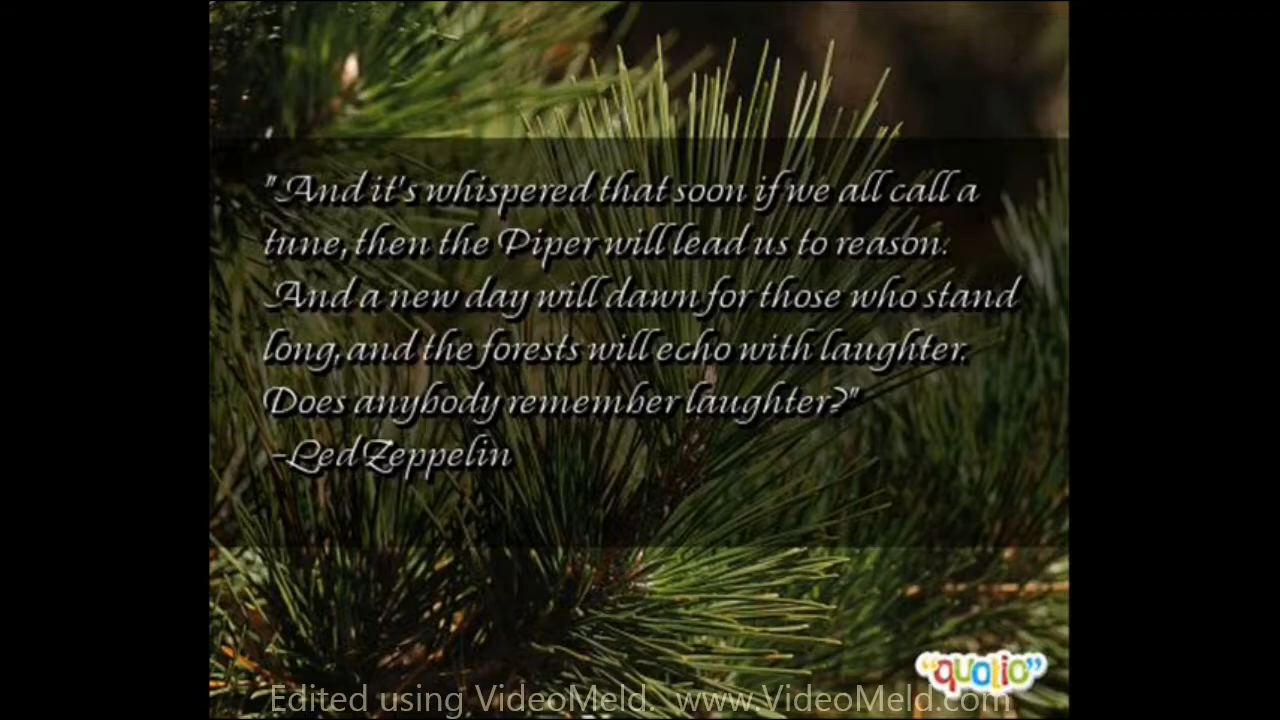 "And it's whispered that soon if we all call a
tune, then the Piper will lead us to reason.
And a new day will dawn for those who stand
long, and the forests will echo with laughter.
Does anybody remember laughter?"
-Led Zeppelin
"quotio"
Edited using VideoMeld. www.VideoMeld.com